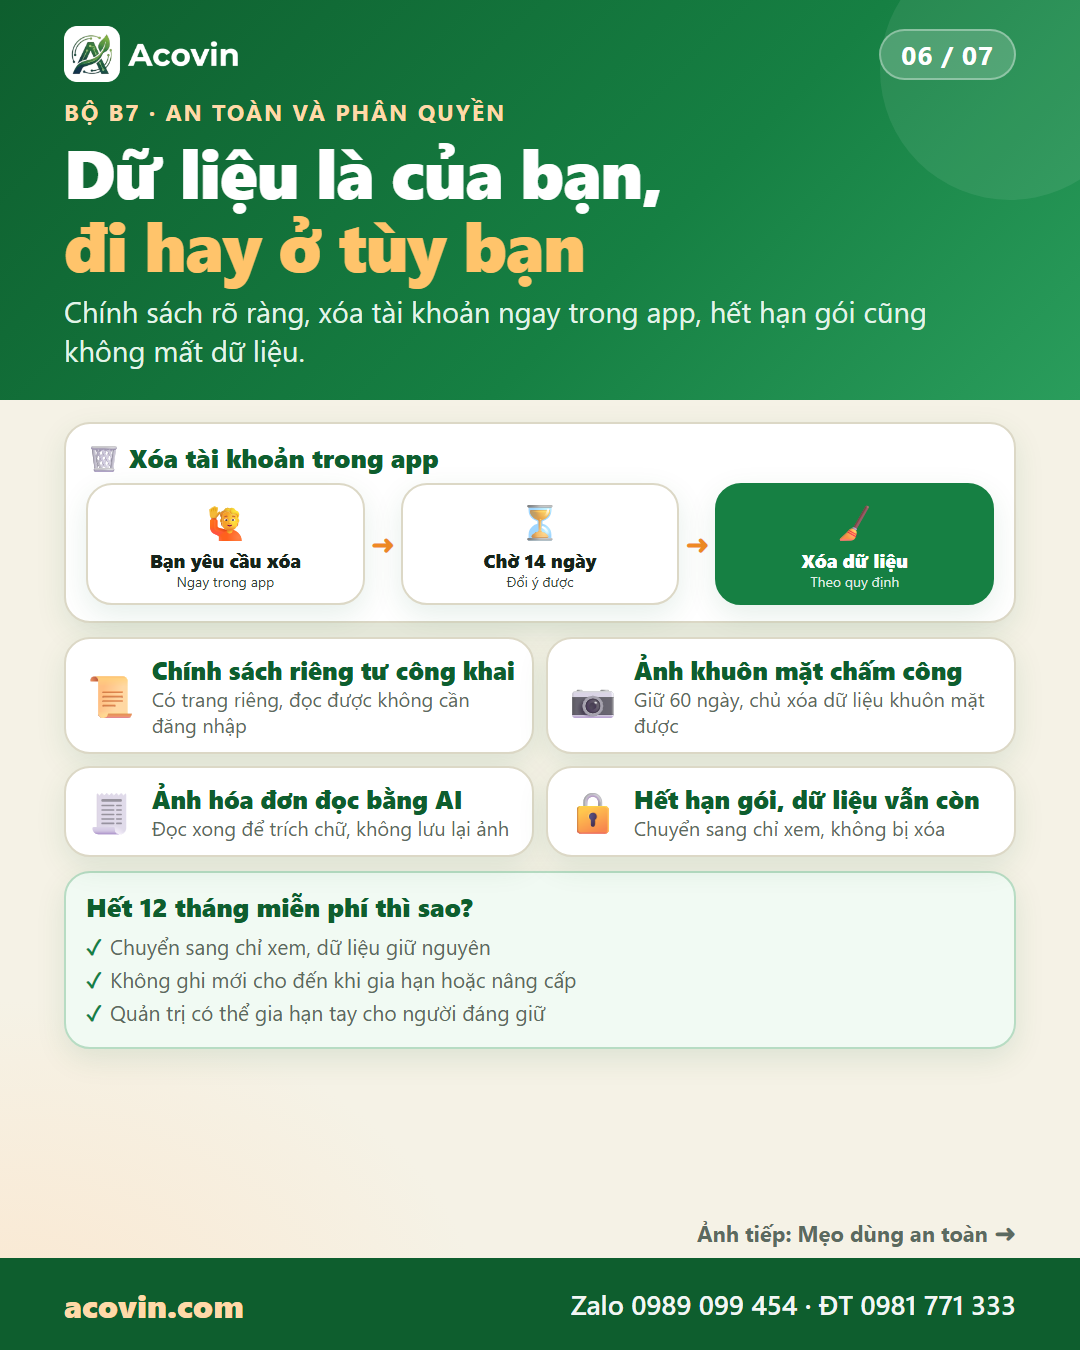 Acovin
06 / 07
BỘ B7 · AN TOÀN VÀ PHÂN QUYỀN
Dữ liệu là của bạn,
đi hay ở tùy bạn
Chính sách rõ ràng, xóa tài khoản ngay trong app, hết hạn gói cũng
không mất dữ liệu.
Xóa tài khoản trong app
Bạn yêu cầu xóa
Ngay trong app
➜
Chờ 14 ngày
Đổi ý được
➜
Xóa dữ liệu
Theo quy định
Chính sách riêng tư công khai
Có trang riêng, đọc được không cần
đăng nhập
Ảnh khuôn mặt chấm công
Giữ 60 ngày, chủ xóa dữ liệu khuôn mặt
được
Ảnh hóa đơn đọc bằng AI
Đọc xong để trích chữ, không lưu lại ảnh
Hết hạn gói, dữ liệu vẫn còn
Chuyển sang chỉ xem, không bị xóa
Hết 12 tháng miễn phí thì sao?
✓ Chuyển sang chỉ xem, dữ liệu giữ nguyên
✓ Không ghi mới cho đến khi gia hạn hoặc nâng cấp
✓ Quản trị có thể gia hạn tay cho người đáng giữ
Ảnh tiếp: Mẹo dùng an toàn ➜
acovin.com
Zalo 0989 099 454 · ĐT 0981 771 333